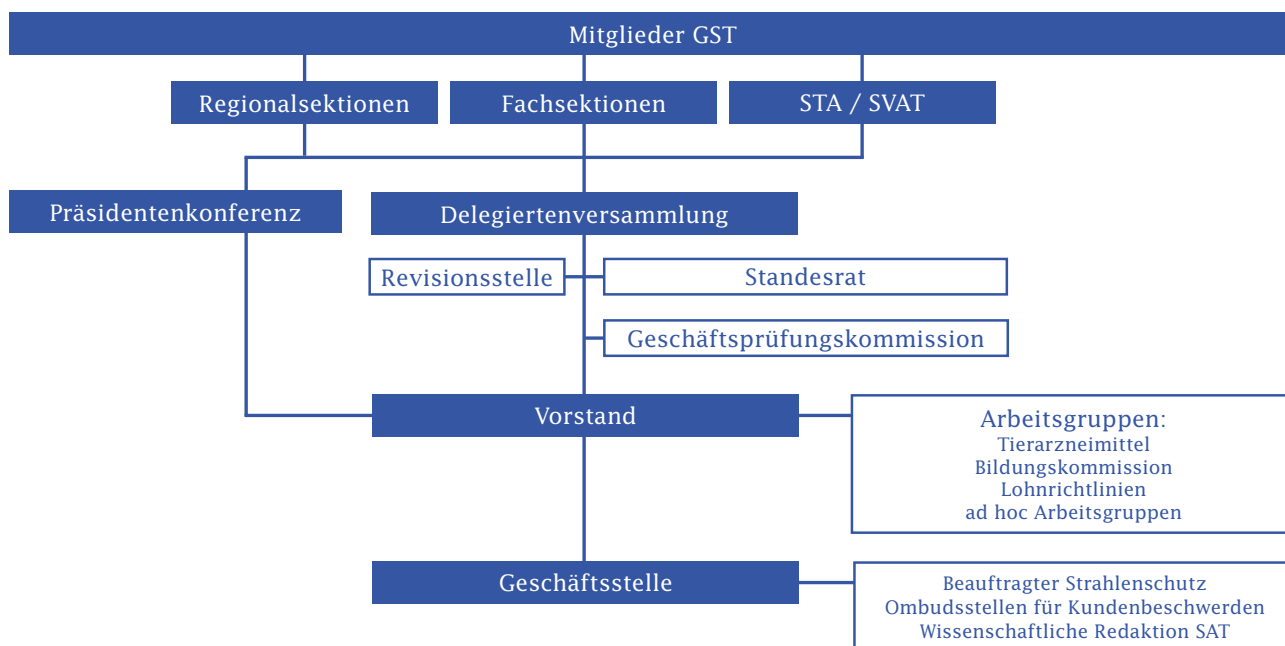 Mitglieder GST
Regionalsektionen
Fachsektionen
STA / SVAT
Präsidentenkonferenz
Delegiertenversammlung
Revisionsstelle
Standesrat
Geschäftsprüfungskommission
Vorstand
Arbeitsgruppen:
Tierarzneimittel
Bildungskommission
Lohnrichtlinien
ad hoc Arbeitsgruppen
Geschäftsstelle
Beauftragter Strahlenschutz
Ombudsstellen für Kundenbeschwerden
Wissenschaftliche Redaktion SAT